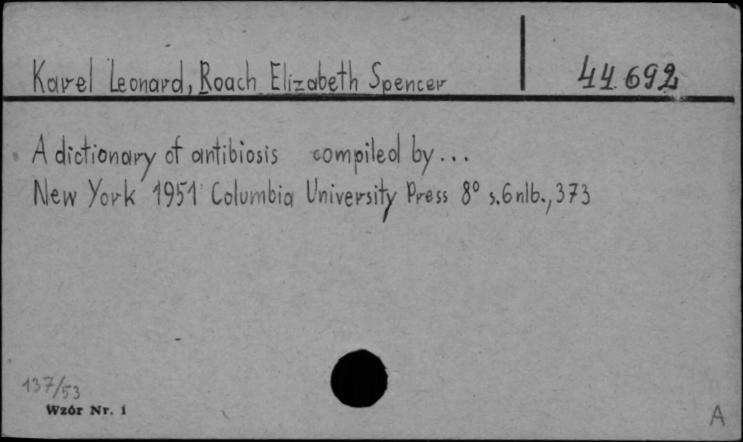 Karel Leonard, Roach Elizabeth Spencer 44 692
A dictionary of antibiosis compiled by...
New York 1951 Columbia University Press 8° s.6nlb., 373
137/53
Wzór Nr. 1
A